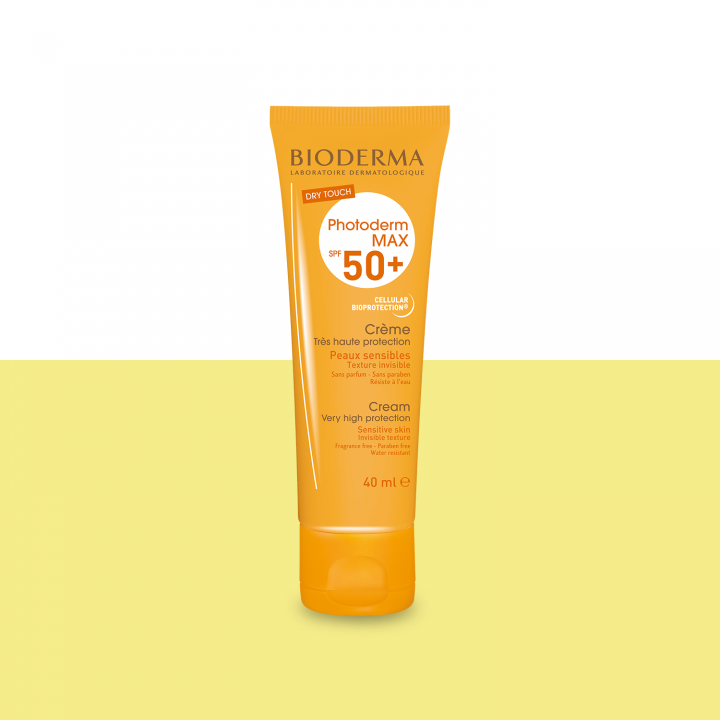 BIODERMA
LABORATOIRE DERMATOLOGIQUE
DRY TOUCH
Photoderm
MAX
SPF 50+
CELLULAR
BIOPROTECTION®
Crème
Très haute protection
Peaux sensibles
Texture invisible
Sans parfum - Sans paraben
Résiste à l'eau
Cream
Very high protection
Sensitive skin
Invisible texture
Fragrance free - Paraben free
Water resistant
40 ml ℮